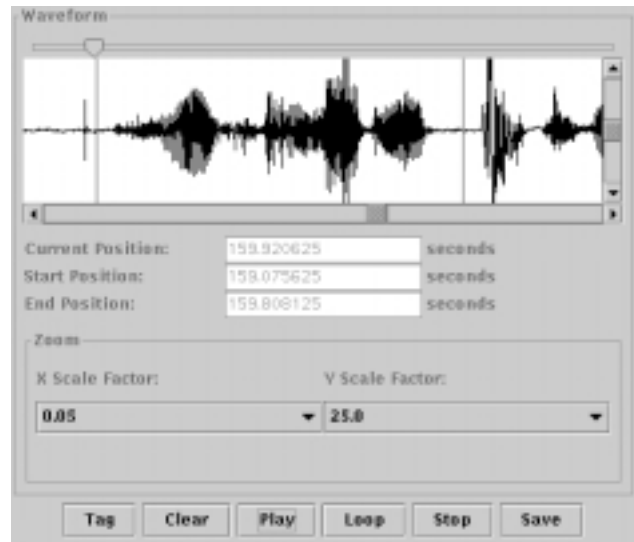 Waveform
Current Position: 159.920625 seconds
Start Position: 159.075625 seconds
End Position: 159.808125 seconds
Zoom
X Scale Factor: Y Scale Factor:
0.05 25.0
Tag Clear Play Loop Stop Save